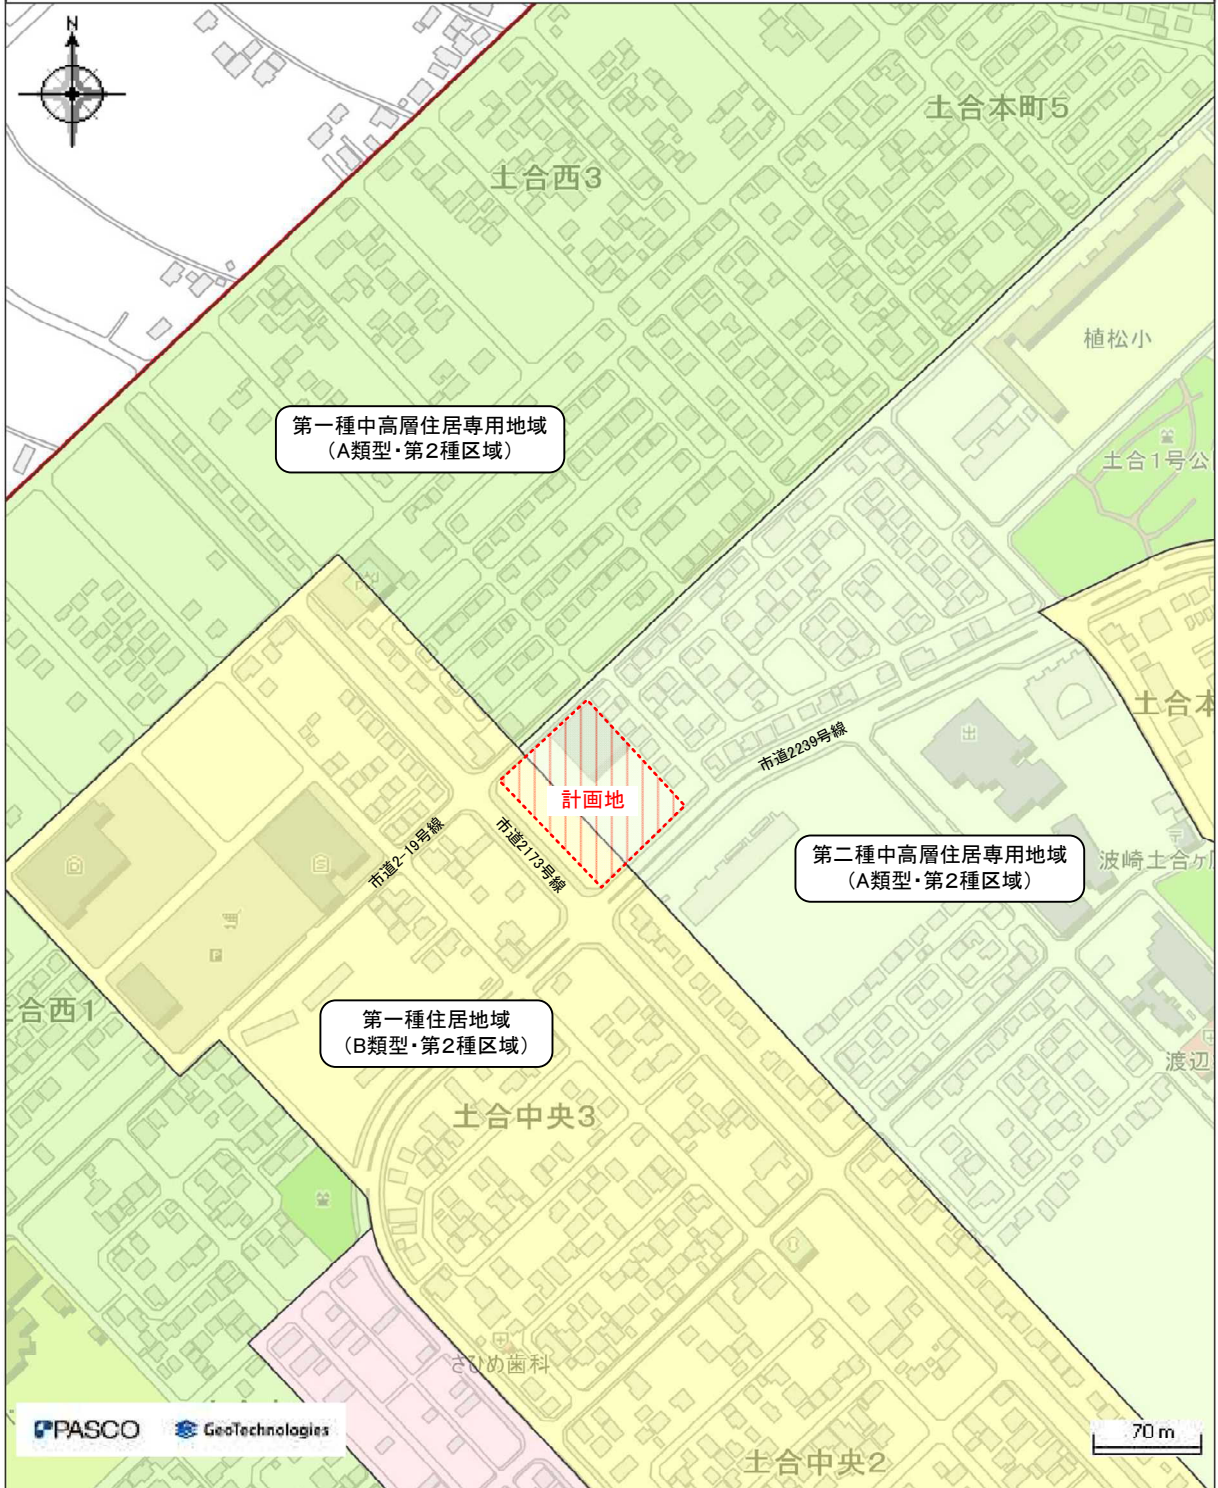 N
土合本町5
土合西3
植松小
第一種中高層住居専用地域
（A類型・第2種区域）
土合1号公
土合本
市道2239号線
計画地
市道2-19号線
市道2173号線
第二種中高層住居専用地域
（A類型・第2種区域）
波崎土合ヶ
合西1
第一種住居地域
（B類型・第2種区域）
渡辺
土合中央3
さひめ歯科
PASCO
GeoTechnologies
70 m
土合中央2